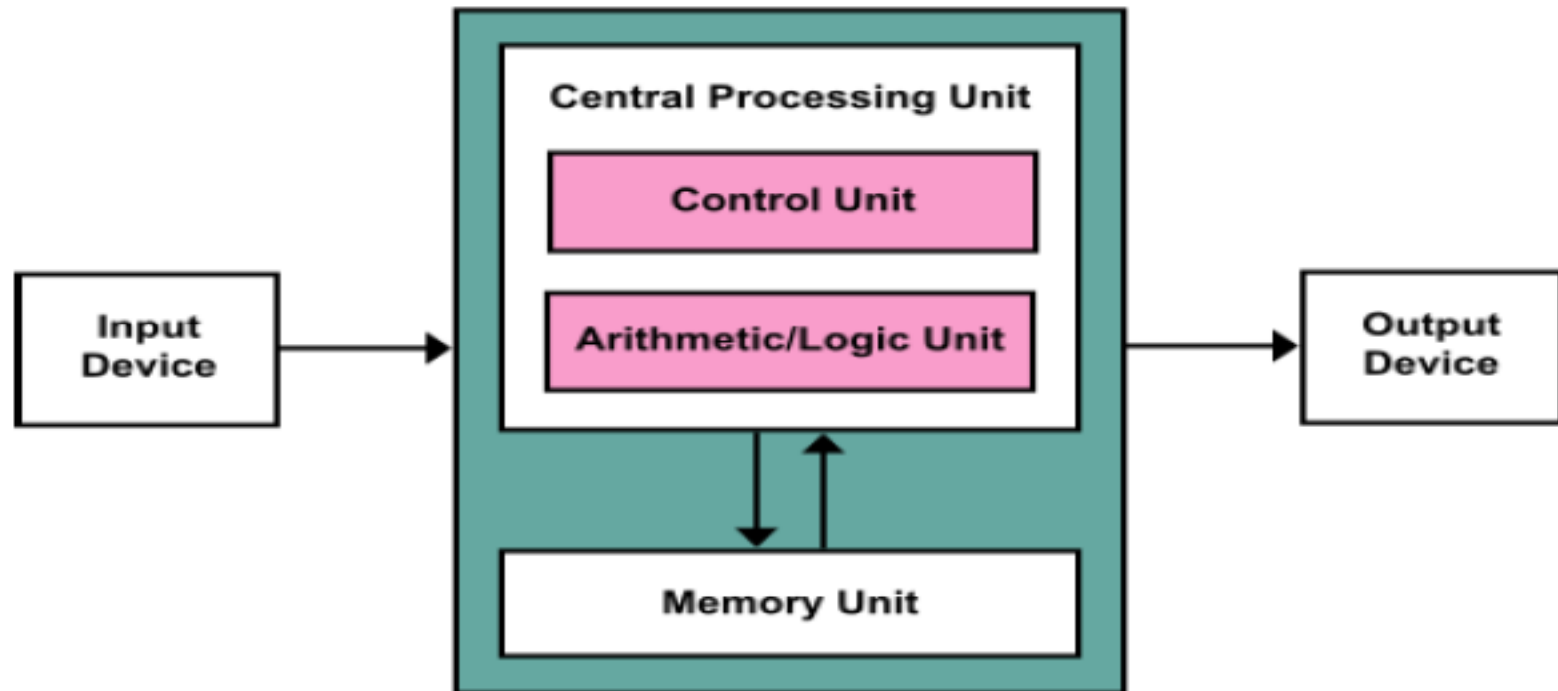 Central Processing Unit
Control Unit
Arithmetic/Logic Unit
Input
Device
Output
Device
Memory Unit